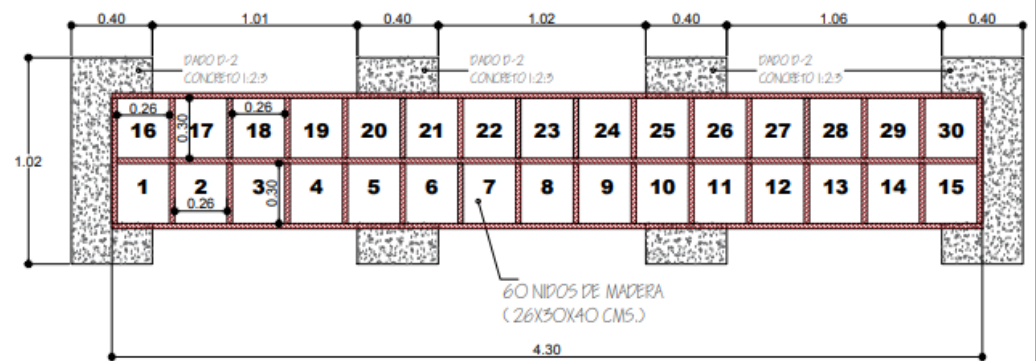 0.40 1.01 0.40 1.02 0.40 1.06 0.40
DADO D-2
CONCRETO 1:2:3
DADO D-2
CONCRETO 1:2:3
DADO D-2
CONCRETO 1:2:3
1.02
0.26 0.30 0.26
16 17 18 19 20 21 22 23 24 25 26 27 28 29 30
1 2 3 4 5 6 7 8 9 10 11 12 13 14 15
0.26 0.30
60 NIDOS DE MADERA
( 26X30X40 CMS.)
4.30